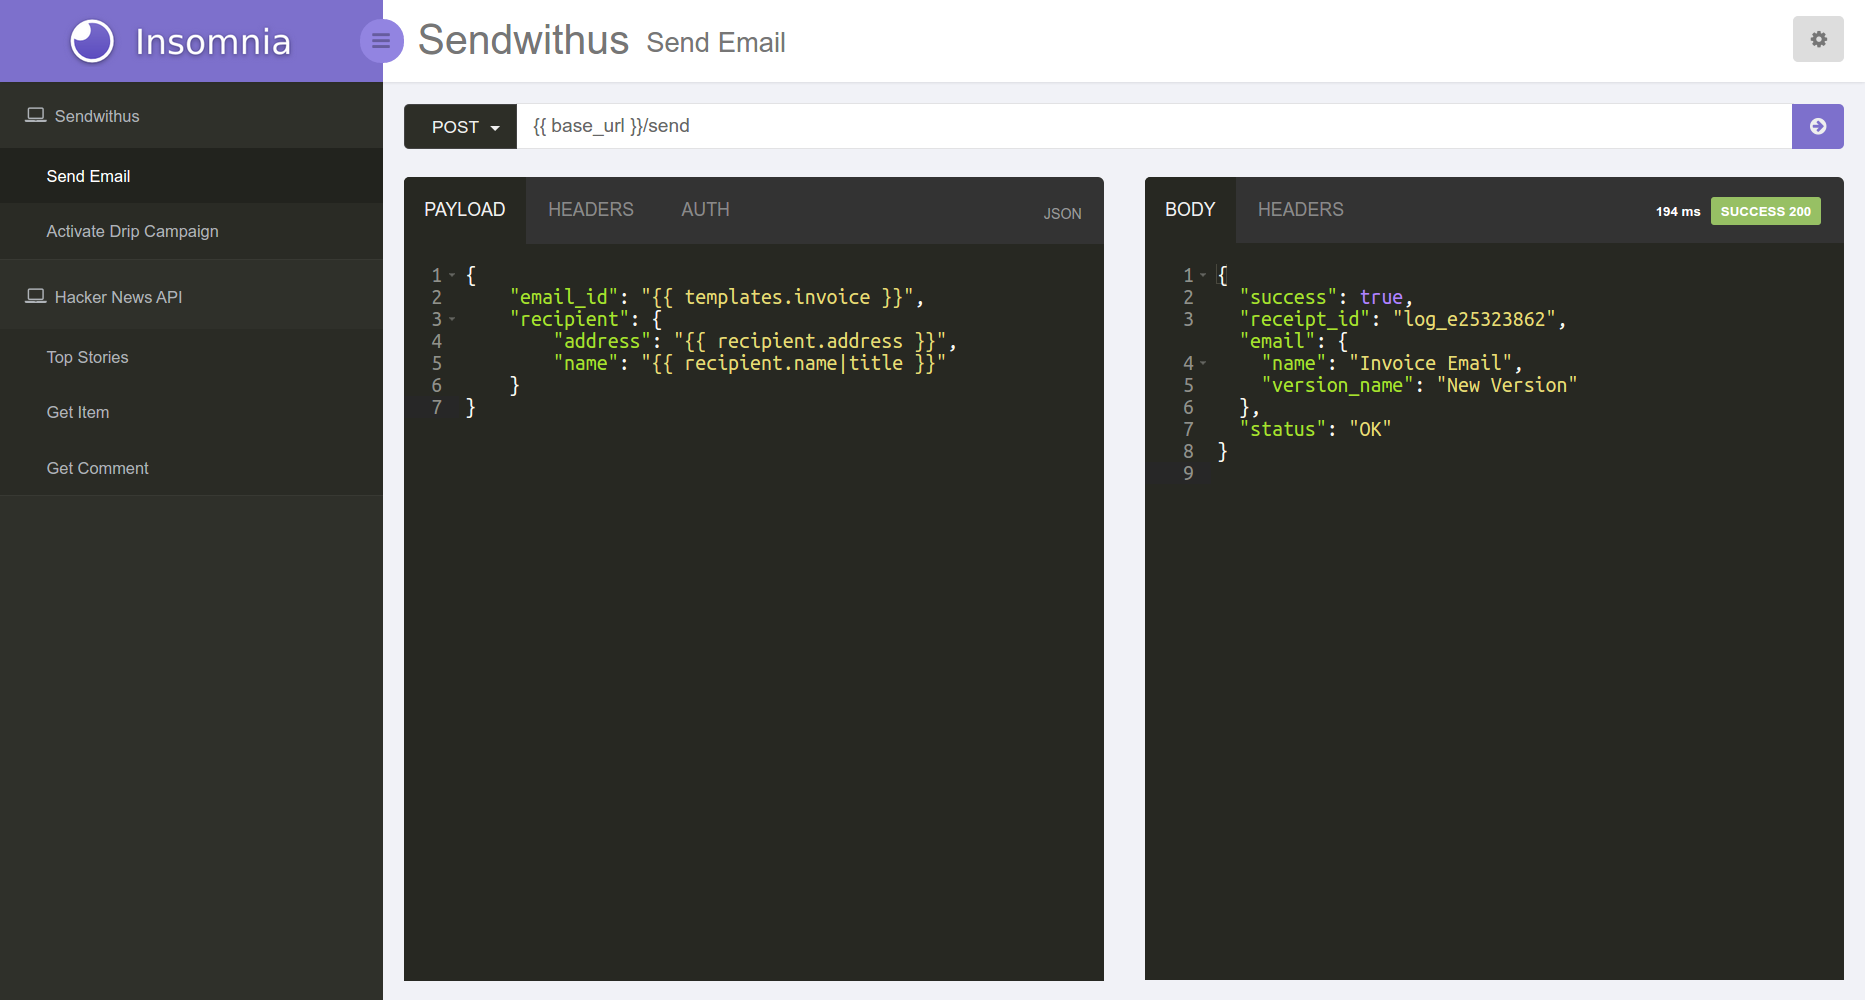 Insomnia
Sendwithus Send Email
Sendwithus
Send Email
Activate Drip Campaign
Hacker News API
Top Stories
Get Item
Get Comment
POST {{ base_url }}/send
PAYLOAD HEADERS AUTH JSON
1 {
2 "email_id": "{{ templates.invoice }}",
3 "recipient": {
4 "address": "{{ recipient.address }}",
5 "name": "{{ recipient.name|title }}"
6 }
7 }
BODY HEADERS 194 ms SUCCESS 200
1 {
2 "success": true,
3 "receipt_id": "log_e25323862",
"email": {
4 "name": "Invoice Email",
5 "version_name": "New Version"
6 },
7 "status": "OK"
8 }
9